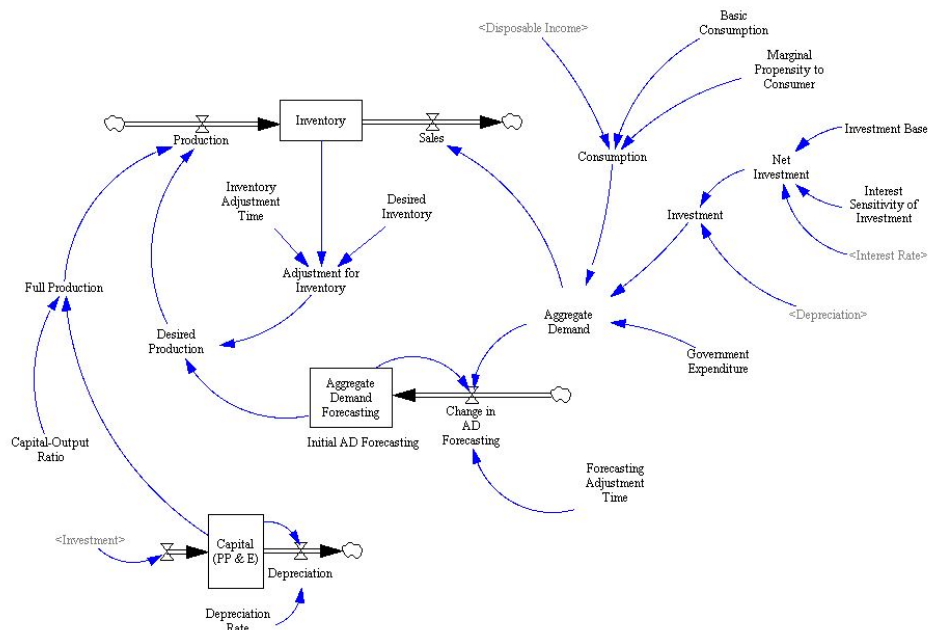 <Disposable Income>
Basic
Consumption
Marginal
Propensity to
Consumer
Inventory
Production
Sales
Investment Base
Consumption
Net
Investment
Inventory
Adjustment
Time
Desired
Inventory
Interest
Sensitivity of
Investment
Investment
<Interest Rate>
Adjustment for
Inventory
Full Production
<Depreciation>
Aggregate
Demand
Desired
Production
Government
Expenditure
Aggregate
Demand
Forecasting
Initial AD Forecasting
Change in
AD
Forecasting
Capital-Output
Ratio
Forecasting
Adjustment
Time
<Investment>
Capital
(PP & E)
Depreciation
Depreciation
Rate